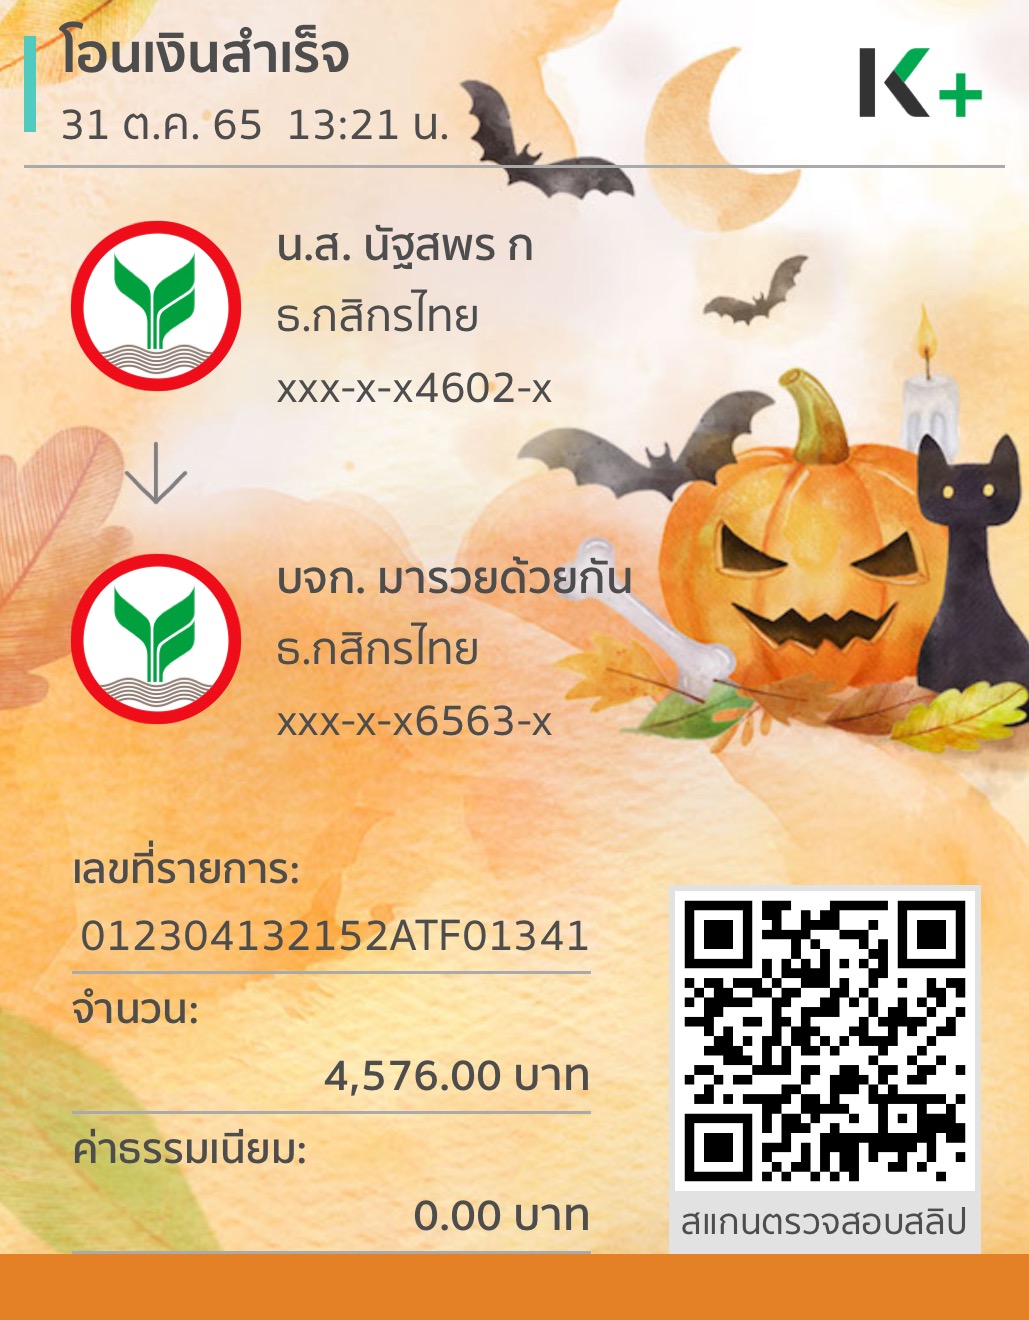 โอนเงินสำเร็จ
31 ต.ค. 65 13:21 น.
K+
น.ส. นัฐสพร ก
ธ.กสิกรไทย
xxx-x-x4602-x
บจก. มารวยด้วยกัน
ธ.กสิกรไทย
xxx-x-x6563-x
เลขที่รายการ:
012304132152ATF01341
จำนวน:
4,576.00 บาท
ค่าธรรมเนียม:
0.00 บาท
สแกนตรวจสอบสลิป